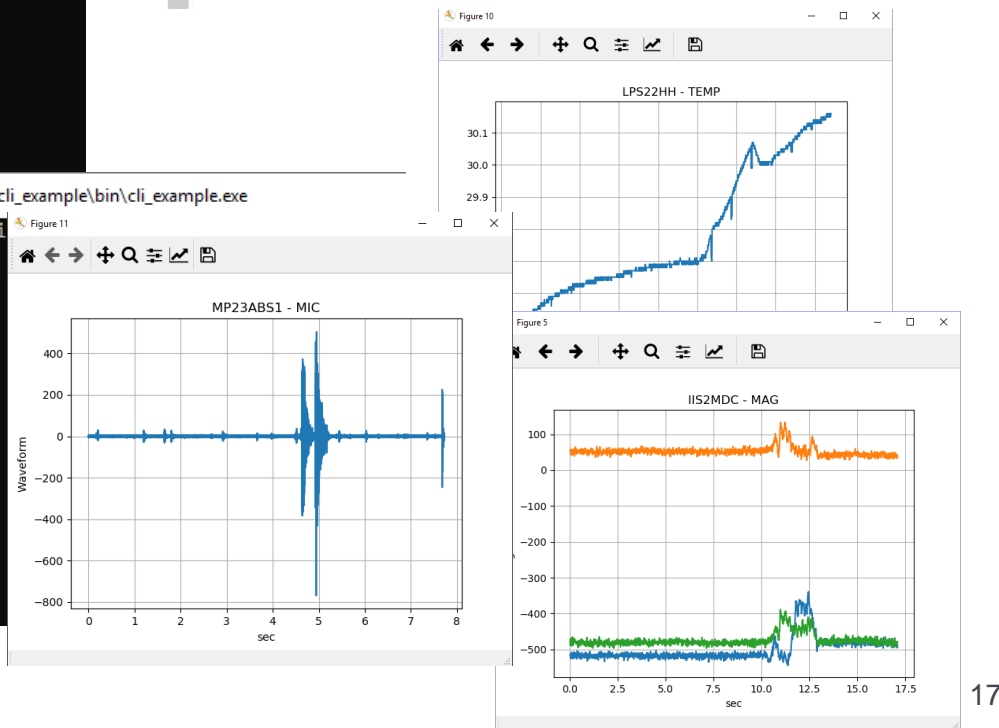 Figure 10
LPS22HH - TEMP
30.1
30.0
29.9
cli_example\bin\cli_example.exe
Figure 11
MP23ABS1 - MIC
Waveform
400
200
0
−200
−400
−600
−800
0 1 2 3 4 5 6 7 8
sec
Figure 5
IIS2MDC - MAG
100
0
−100
−200
−300
−400
−500
0.0 2.5 5.0 7.5 10.0 12.5 15.0 17.5
sec
17